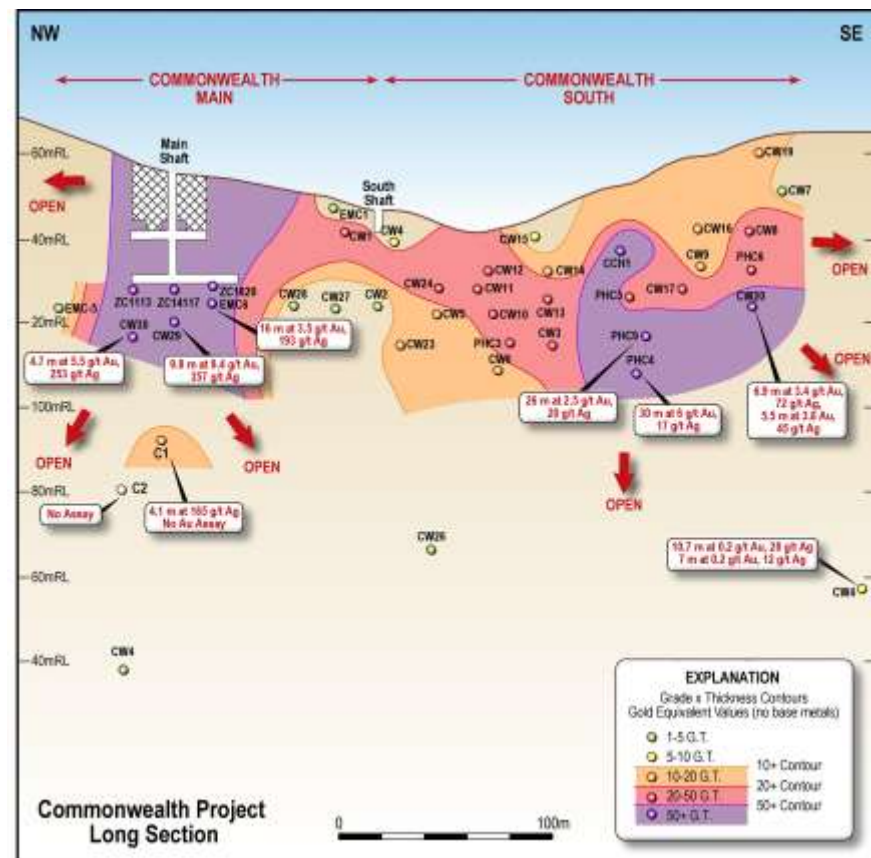 NW
SE
COMMONWEALTH
MAIN
COMMONWEALTH
SOUTH
60mRL
Main
Shaft
OPEN
South
Shaft
EMC1
CW1
CW4
CW15
CW19
CW7
40mRL
CW16
CW8
CCH1
CW9
PHC6
OPEN
CW12
CW14
CW24
CW11
PHC3
CW17
CW20
CW13
ZC1113
ZC14117
ZC1820
EMC6
EMC-5
CW28
CW27
CW2
CW5
CW10
20mRL
CW30
CW29
CW23
PHC2
CW3
PHC5
CW6
PHC4
16 m at 3.5 g/t Au,
193 g/t Ag
4.7 m at 5.5 g/t Au,
253 g/t Ag
9.8 m at 8.4 g/t Au,
357 g/t Ag
26 m at 2.5 g/t Au,
20 g/t Ag
30 m at 6 g/t Au,
17 g/t Ag
6.9 m at 3.4 g/t Au,
72 g/t Ag,
5.5 m at 3.6 Au,
45 g/t Ag
OPEN
100mRL
OPEN
OPEN
OPEN
C1
80mRL
C2
No Assay
4.1 m at 165 g/t Ag
No Au Assay
CW26
10.7 m at 0.2 g/t Au, 28 g/t Ag
7 m at 0.2 g/t Au, 12 g/t Ag
60mRL
CW4
40mRL
EXPLANATION
Grade x Thickness Contours
Gold Equivalent Values (no base metals)
1-5 G.T.
5-10 G.T.
10+ Contour
10-20 G.T.
20+ Contour
20-50 G.T.
50+ Contour
50+ G.T.
Commonwealth Project
Long Section
0
100m